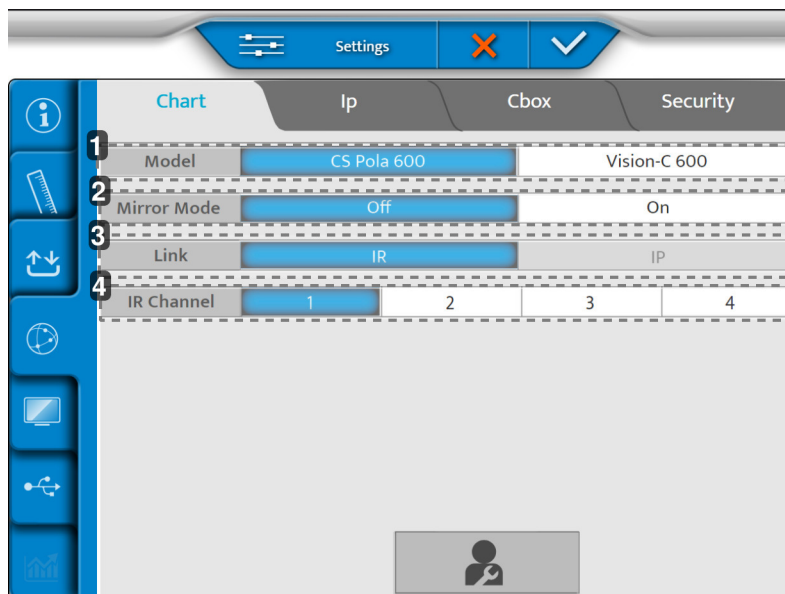 Settings
Chart Ip Cbox Security
1 Model CS Pola 600 Vision-C 600
2 Mirror Mode Off On
3 Link IR IP
4 IR Channel 1 2 3 4